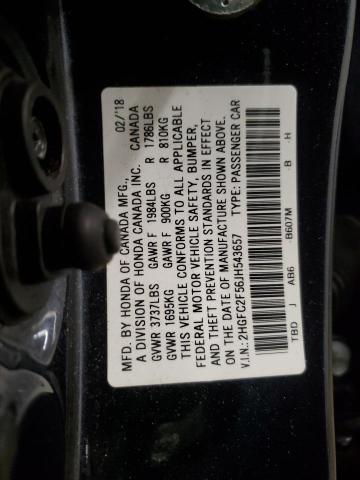 MFD. BY HONDA OF CANADA MFG., 02/'18
A DIVISION OF HONDA CANADA INC. CANADA
GVWR 3737LBS GAWR F 1984LBS R 1786LBS
GVWR 1695KG GAWR F 900KG R 810KG
THIS VEHICLE CONFORMS TO ALL APPLICABLE
FEDERAL MOTOR VEHICLE SAFETY, BUMPER,
AND THEFT PREVENTION STANDARDS IN EFFECT
ON THE DATE OF MANUFACTURE SHOWN ABOVE.
V.I.N.: 2HGFC2F56JH543657 TYPE: PASSENGER CAR
TBD J AB6 B607M B H